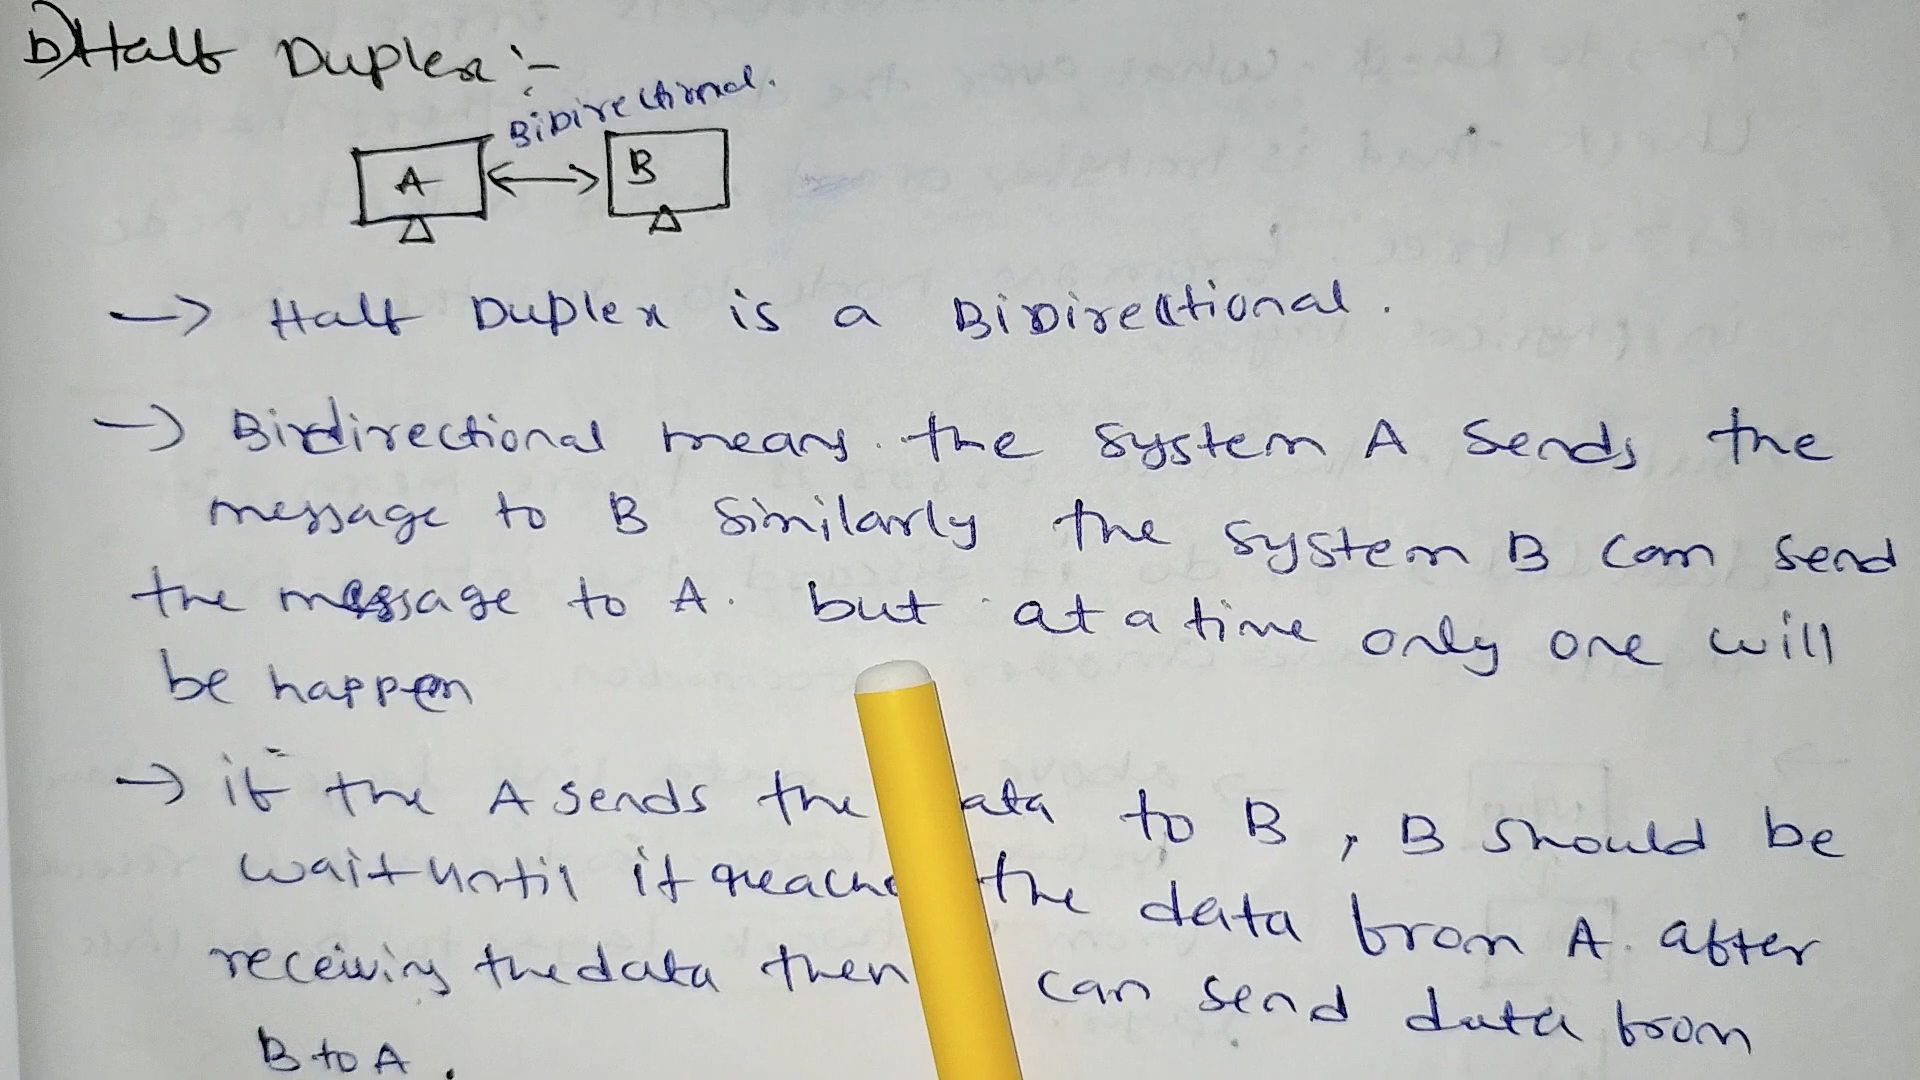 b) Half Duplex :-
Bidirectional.
A B
→ Half Duplex is a Bidirectional.
→ Bidirectional means the system A sends the
message to B similarly the system B can send
the message to A. but at a time only one will
be happen
→ if the A sends the ata to B, B should be
wait until it reache the data from A. after
receiving the data then can send data from
B to A.